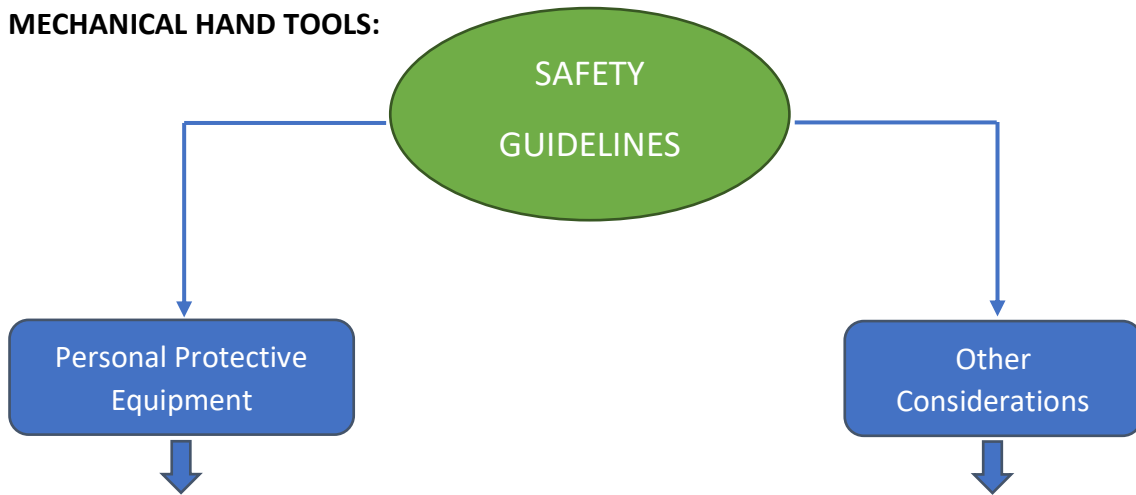 MECHANICAL HAND TOOLS:
SAFETY
GUIDELINES
Personal Protective
Equipment
Other
Considerations